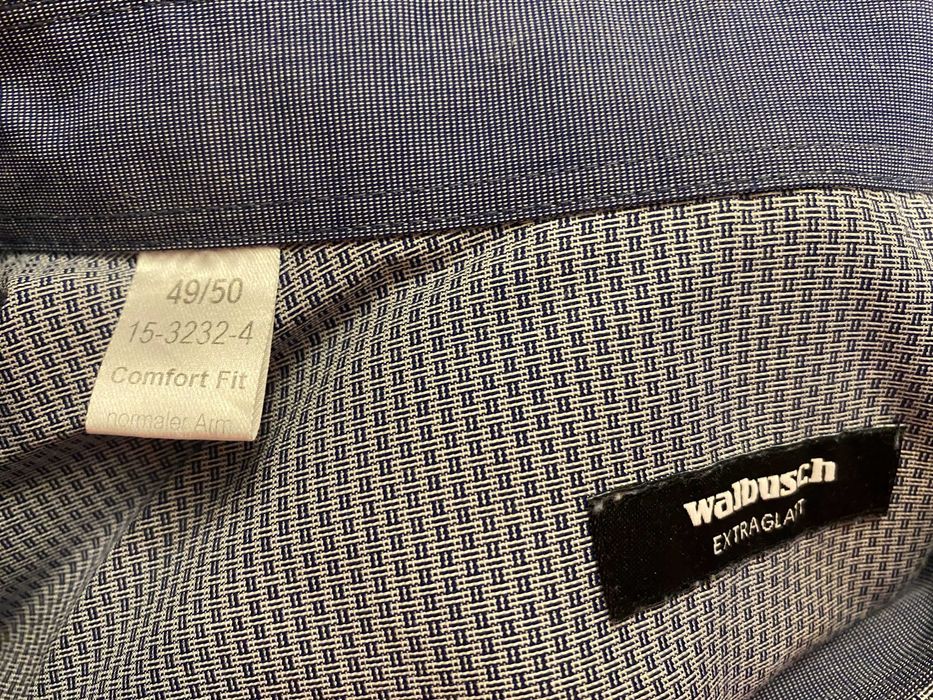 49/50
15-3232-4
Comfort Fit
normaler Arm
walbusch
EXTRAGLATT